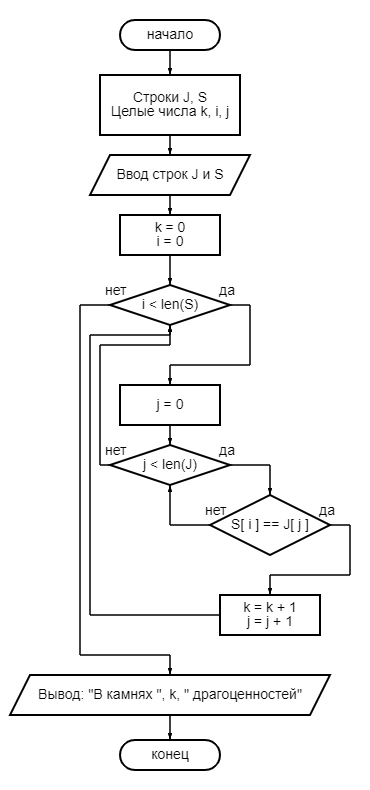 начало
Строки J, S
Целые числа k, i, j
Ввод строк J и S
k = 0
i = 0
нет
да
i < len(S)
j = 0
нет
да
j < len(J)
нет
да
S[ i ] == J[ j ]
k = k + 1
j = j + 1
Вывод: "В камнях ", k, " драгоценностей"
конец